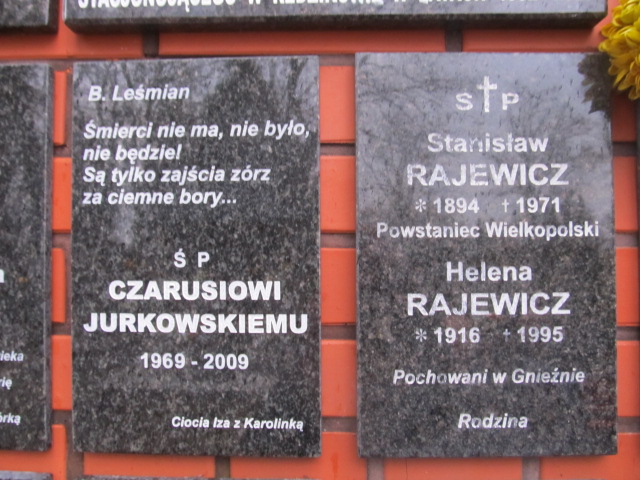 B. Leśmian
Śmierci nie ma, nie było,
nie będzie!
Są tylko zajścia zórz
za ciemne bory...
Ś P
CZARUSIOWI
JURKOWSKIEMU
1969 - 2009
Ciocia Iza z Karolinką
S † P
Stanisław
RAJEWICZ
* 1894 † 1971
Powstaniec Wielkopolski
Helena
RAJEWICZ
* 1916 † 1995
Pochowani w Gnieźnie
Rodzina